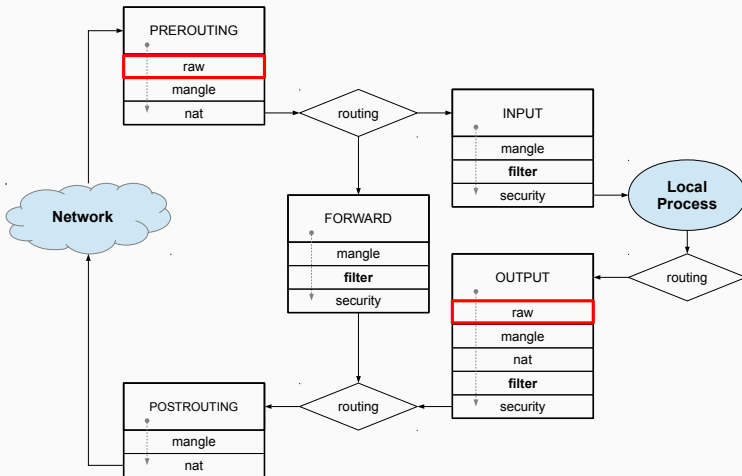 PREROUTING
raw
mangle
nat
routing
INPUT
mangle
filter
security
Network
FORWARD
mangle
filter
security
Local
Process
routing
OUTPUT
raw
mangle
nat
filter
security
routing
POSTROUTING
mangle
nat